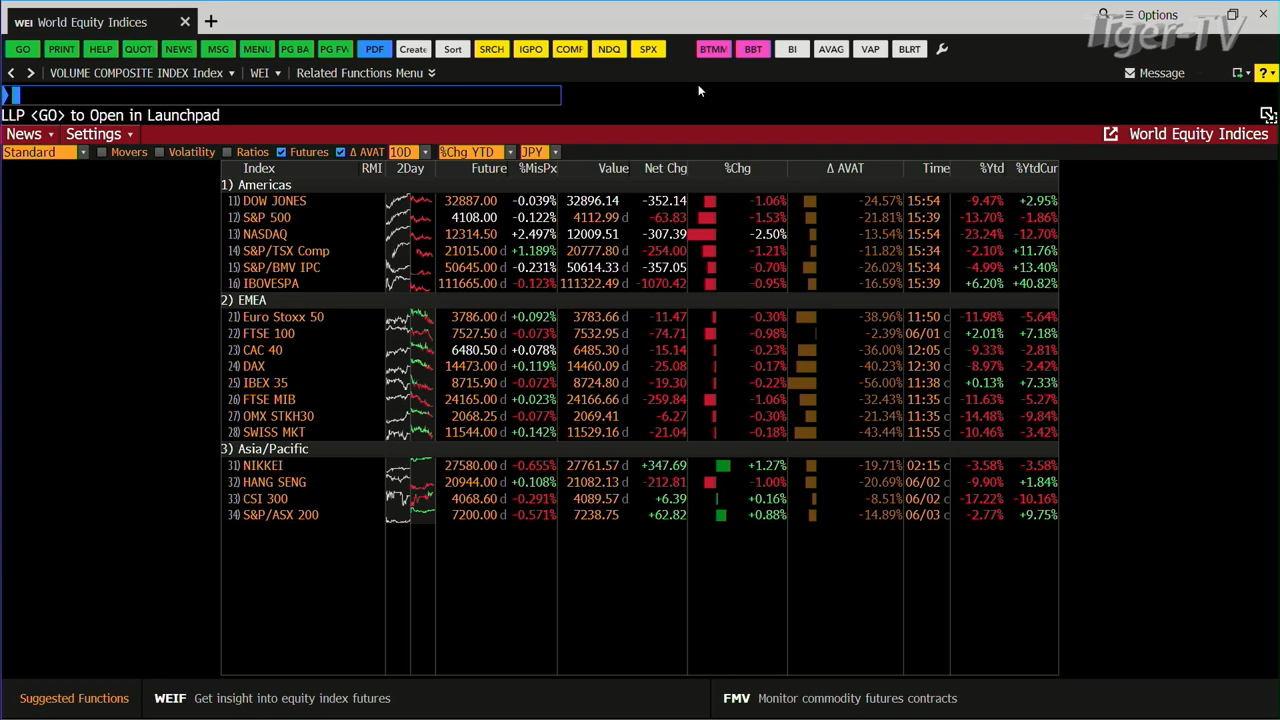 WEI World Equity Indices × +
Options
Tiger-TV
GO PRINT HELP QUOT NEWS MSG MENU PG BA PG FW PDF Create Sort SRCH IGPO COMF NDQ SPX BTMM BBT BI AVAG VAP BLRT
VOLUME COMPOSITE INDEX Index WEI Related Functions Menu Message ?
LLP <GO> to Open in Launchpad
News Settings World Equity Indices
Standard Movers Volatility Ratios Futures Δ AVAT 10D %Chg YTD JPY
Index RMI 2Day Future %MisPx Value Net Chg %Chg Δ AVAT Time %Ytd %YtdCur
1) Americas
11) DOW JONES 32887.00 -0.039% 32896.14 -352.14 -1.06% -24.57% 15:54 -9.47% +2.95%
12) S&P 500 4108.00 -0.122% 4112.99 d -63.83 -1.53% -21.81% 15:39 -13.70% -1.86%
13) NASDAQ 12314.50 +2.497% 12009.51 -307.39 -2.50% -13.54% 15:34 -23.24% -12.70%
14) S&P/TSX Comp 21015.00 d +1.189% 20777.80 d -254.00 -1.21% -11.82% 15:34 -2.10% +11.76%
15) S&P/BMV IPC 50645.00 d -0.231% 50614.33 d -357.05 -0.70% -26.02% 15:34 -4.99% +13.40%
16) IBOVESPA 111665.00 d -0.123% 111322.49 d -1070.42 -0.95% -16.59% 15:39 +6.20% +40.82%
2) EMEA
21) Euro Stoxx 50 3786.00 d +0.092% 3783.66 d -11.47 -0.30% -38.96% 11:50 c -11.98% -5.64%
22) FTSE 100 7527.50 d -0.073% 7532.95 d -74.71 -0.98% -2.39% 06/01 c +2.01% +7.18%
23) CAC 40 6480.50 d +0.078% 6485.30 d -15.14 -0.23% -36.00% 12:05 c -9.33% -2.81%
24) DAX 14473.00 d +0.119% 14460.09 d -25.08 -0.17% -40.23% 12:30 c -8.97% -2.42%
25) IBEX 35 8715.90 d -0.072% 8724.80 d -19.30 -0.22% -56.00% 11:38 c +0.13% +7.33%
26) FTSE MIB 24165.00 d +0.023% 24166.66 d -259.84 -1.06% -32.43% 11:35 c -11.63% -5.27%
27) OMX STKH30 2068.25 d -0.077% 2069.41 d -6.27 -0.30% -21.34% 11:35 c -14.48% -9.84%
28) SWISS MKT 11544.00 d +0.142% 11529.16 d -21.04 -0.18% -43.44% 11:55 c -10.46% -3.42%
3) Asia/Pacific
31) NIKKEI 27580.00 d -0.655% 27761.57 d +347.69 +1.27% -19.71% 02:15 c -3.58% -3.58%
32) HANG SENG 20944.00 d +0.108% 21082.13 d -212.81 -1.00% -20.69% 06/02 c -9.90% +1.84%
33) CSI 300 4068.60 d -0.291% 4089.57 d +6.39 +0.16% -8.51% 06/02 c -17.22% -10.16%
34) S&P/ASX 200 7200.00 d -0.571% 7238.75 d +62.82 +0.88% -14.89% 06/03 c -2.77% +9.75%
Suggested Functions WEIF Get insight into equity index futures FMV Monitor commodity futures contracts